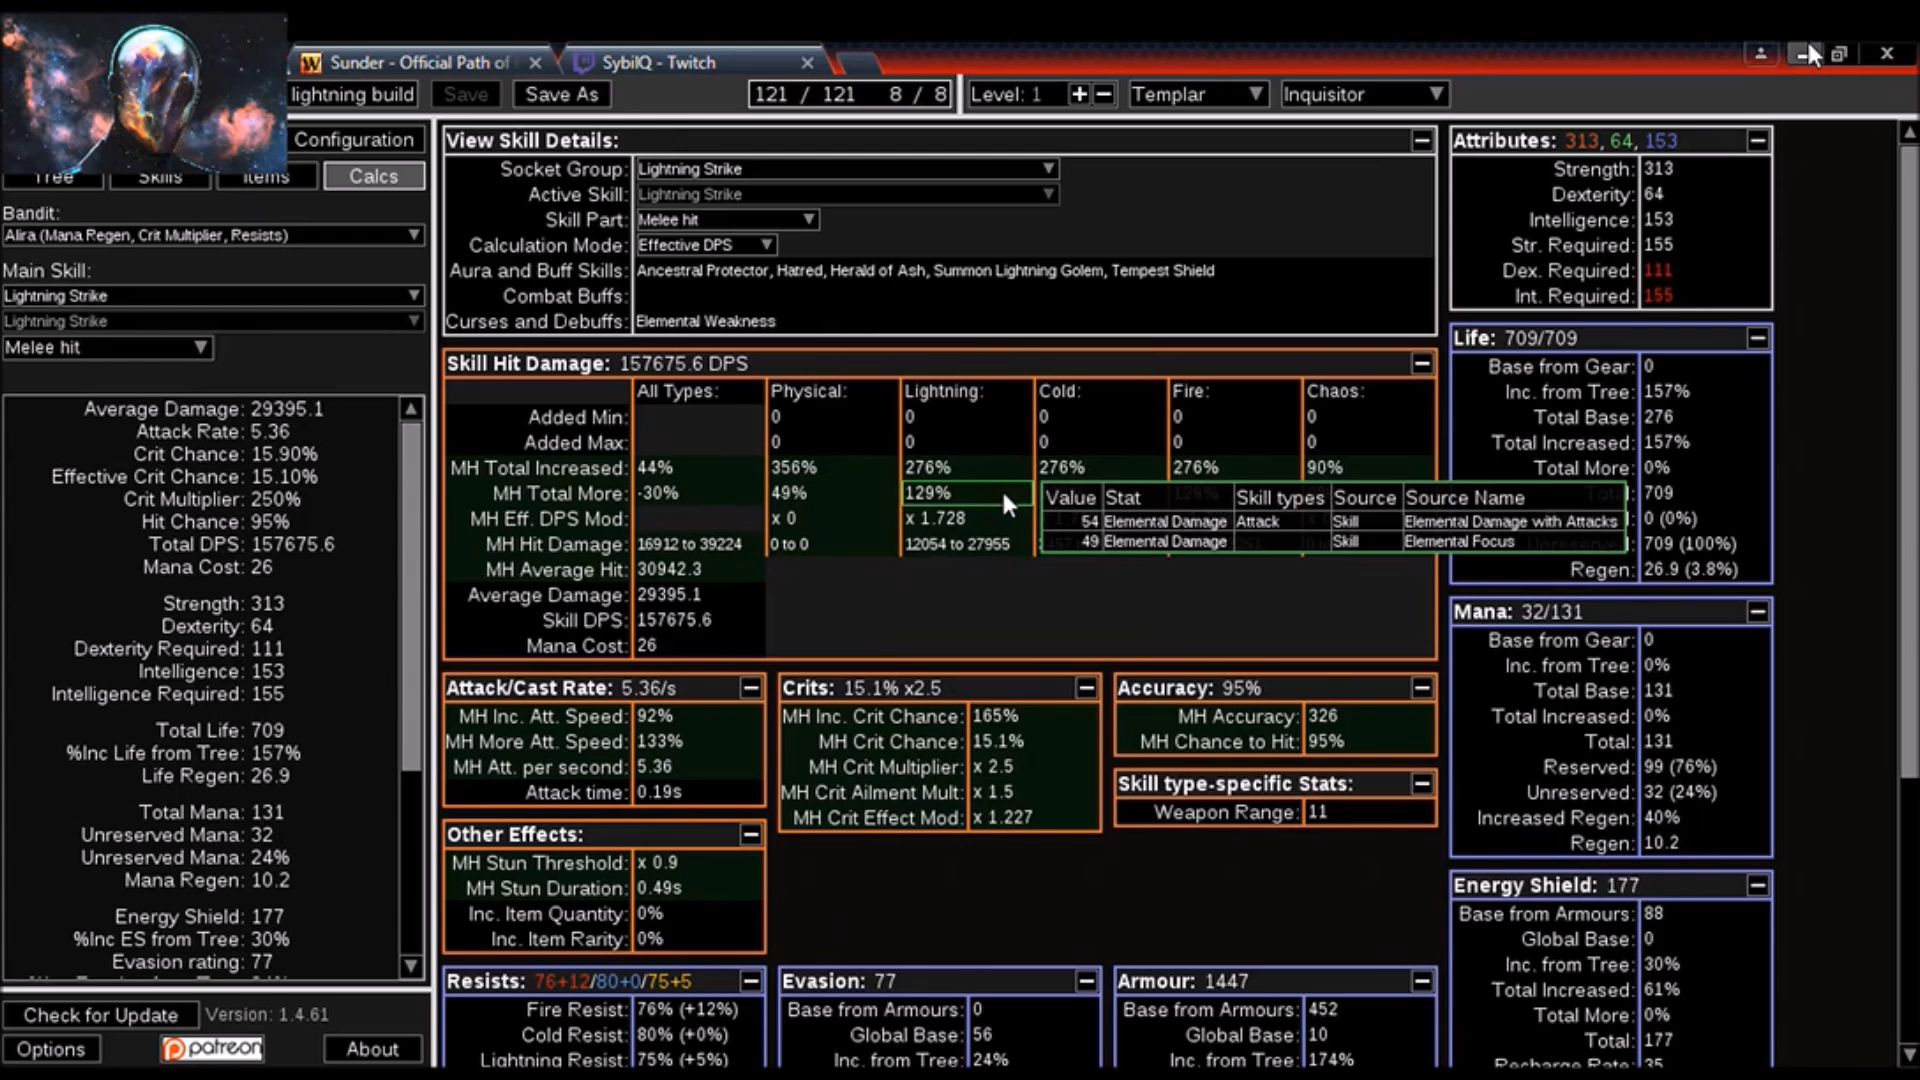 Sunder - Official Path of
SybilQ - Twitch
lightning build
Save
Save As
121 / 121 8 / 8
Level: 1
+
Templar
Inquisitor
Configuration
Tree
Skills
Items
Calcs
Bandit:
Alira (Mana Regen, Crit Multiplier, Resists)
Main Skill:
Lightning Strike
Lightning Strike
Melee hit
Average Damage: 29395.1
Attack Rate: 5.36
Crit Chance: 15.90%
Effective Crit Chance: 15.10%
Crit Multiplier: 250%
Hit Chance: 95%
Total DPS: 157675.6
Mana Cost: 26
Strength: 313
Dexterity: 64
Dexterity Required: 111
Intelligence: 153
Intelligence Required: 155
Total Life: 709
%Inc Life from Tree: 157%
Life Regen: 26.9
Total Mana: 131
Unreserved Mana: 32
Unreserved Mana: 24%
Mana Regen: 10.2
Energy Shield: 177
%Inc ES from Tree: 30%
Evasion rating: 77
Check for Update
Version: 1.4.61
Options
patreon
About
View Skill Details:
Socket Group: Lightning Strike
Active Skill: Lightning Strike
Skill Part: Melee hit
Calculation Mode: Effective DPS
Aura and Buff Skills: Ancestral Protector, Hatred, Herald of Ash, Summon Lightning Golem, Tempest Shield
Combat Buffs:
Curses and Debuffs: Elemental Weakness
Skill Hit Damage: 157675.6 DPS
All Types: Physical: Lightning: Cold: Fire: Chaos:
Added Min: 0 0 0 0 0
Added Max: 0 0 0 0 0
MH Total Increased: 44% 356% 276% 276% 276% 90%
MH Total More: -30% 49% 129%
MH Eff. DPS Mod: x 0 x 1.728
MH Hit Damage: 16912 to 39224 0 to 0 12054 to 27955
MH Average Hit: 30942.3
Average Damage: 29395.1
Skill DPS: 157675.6
Mana Cost: 26
Value Stat Skill types Source Source Name
54 Elemental Damage Attack Skill Elemental Damage with Attacks
49 Elemental Damage Skill Elemental Focus
Attack/Cast Rate: 5.36/s
MH Inc. Att. Speed: 92%
MH More Att. Speed: 133%
MH Att. per second: 5.36
Attack time: 0.19s
Crits: 15.1% x2.5
MH Inc. Crit Chance: 165%
MH Crit Chance: 15.1%
MH Crit Multiplier: x 2.5
MH Crit Ailment Mult: x 1.5
MH Crit Effect Mod: x 1.227
Accuracy: 95%
MH Accuracy: 326
MH Chance to Hit: 95%
Skill type-specific Stats:
Weapon Range: 11
Other Effects:
MH Stun Threshold: x 0.9
MH Stun Duration: 0.49s
Inc. Item Quantity: 0%
Inc. Item Rarity: 0%
Resists: 76+12/80+0/75+5
Fire Resist: 76% (+12%)
Cold Resist: 80% (+0%)
Lightning Resist: 75% (+5%)
Evasion: 77
Base from Armours: 0
Global Base: 56
Inc. from Tree: 24%
Armour: 1447
Base from Armours: 452
Global Base: 10
Inc. from Tree: 174%
Attributes: 313, 64, 153
Strength: 313
Dexterity: 64
Intelligence: 153
Str. Required: 155
Dex. Required: 111
Int. Required: 155
Life: 709/709
Base from Gear: 0
Inc. from Tree: 157%
Total Base: 276
Total Increased: 157%
Total More: 0%
709
0 (0%)
709 (100%)
Regen: 26.9 (3.8%)
Mana: 32/131
Base from Gear: 0
Inc. from Tree: 0%
Total Base: 131
Total Increased: 0%
Total: 131
Reserved: 99 (76%)
Unreserved: 32 (24%)
Increased Regen: 40%
Regen: 10.2
Energy Shield: 177
Base from Armours: 88
Global Base: 0
Inc. from Tree: 30%
Total Increased: 61%
Total More: 0%
Total: 177
Recharge Rate: 35